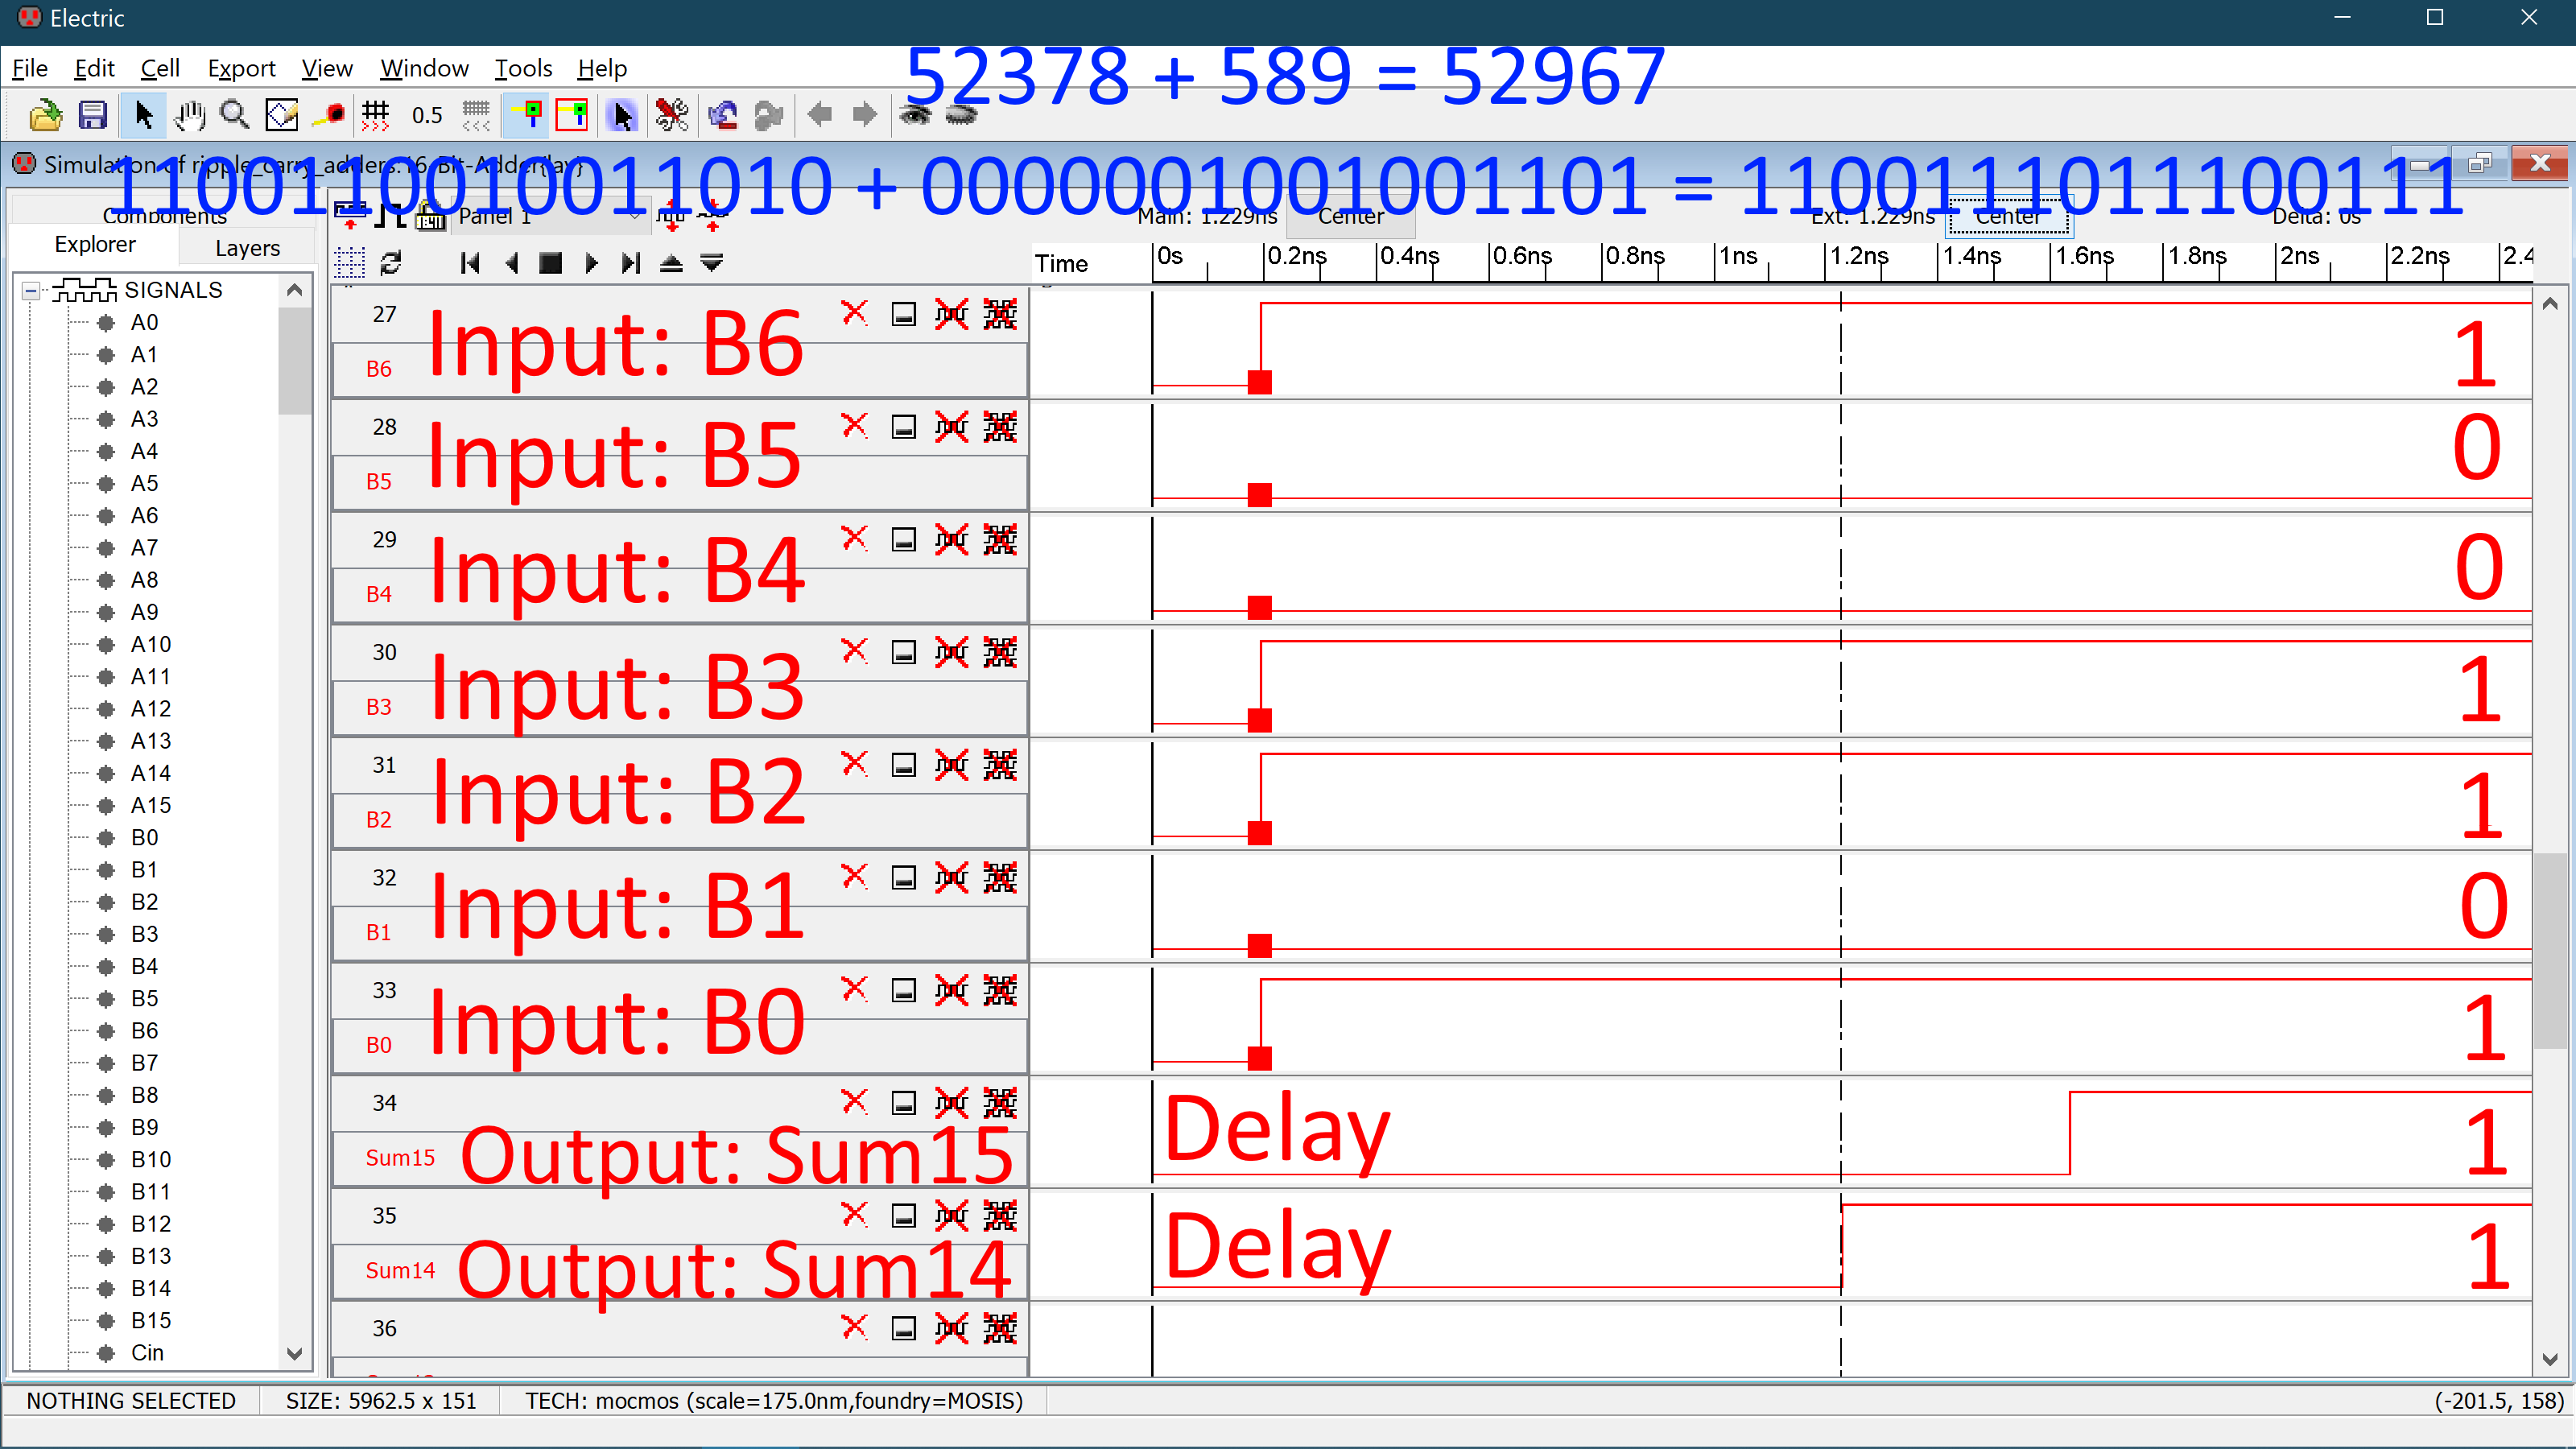 Electric
File Edit Cell Export View Window Tools Help
52378 + 589 = 52967
0.5
Simulation of ripple_carry_adders:16-Bit-Adder{lay}
1100110010011010 + 0000001001001101 = 1100111011100111
Components
Explorer Layers
Panel 1
Main: 1.229ns Center
Ext: 1.229ns Center
Delta: 0s
Time 0s 0.2ns 0.4ns 0.6ns 0.8ns 1ns 1.2ns 1.4ns 1.6ns 1.8ns 2ns 2.2ns 2.4
SIGNALS
A0
A1
A2
A3
A4
A5
A6
A7
A8
A9
A10
A11
A12
A13
A14
A15
B0
B1
B2
B3
B4
B5
B6
B7
B8
B9
B10
B11
B12
B13
B14
B15
Cin
27
B6
Input: B6
1
28
B5
Input: B5
0
29
B4
Input: B4
0
30
B3
Input: B3
1
31
B2
Input: B2
1
32
B1
Input: B1
0
33
B0
Input: B0
1
34
Sum15
Output: Sum15
Delay
1
35
Sum14
Output: Sum14
Delay
1
36
NOTHING SELECTED
SIZE: 5962.5 x 151
TECH: mocmos (scale=175.0nm,foundry=MOSIS)
(-201.5, 158)